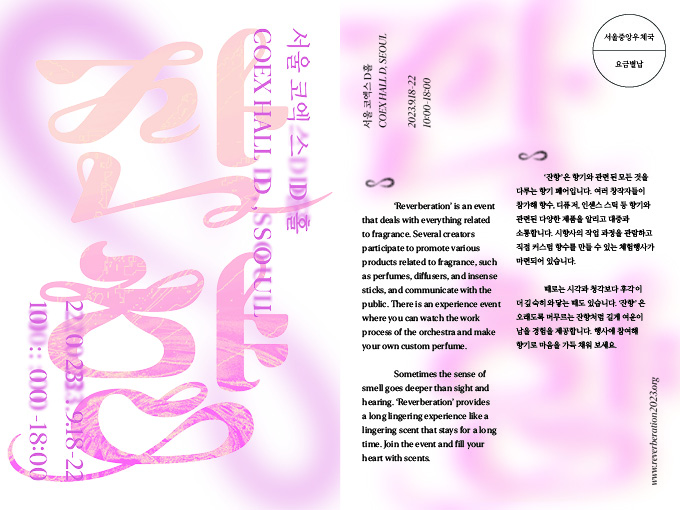 잔향
서울 코엑스 D홀
COEX HALL D, SEOUL
2023.9.18-22
10:00-18:00
서울 코엑스 D홀
COEX HALL D, SEOUL
2023.9.18-22
10:00-18:00
서울중앙우체국
요금별납
‘Reverberation’ is an event
that deals with everything related
to fragrance. Several creators
participate to promote various
products related to fragrance, such
as perfumes, diffusers, and insense
sticks, and communicate with the
public. There is an experience event
where you can watch the work
process of the orchestra and make
your own custom perfume.
Sometimes the sense of
smell goes deeper than sight and
hearing. ‘Reverberation’ provides
a long lingering experience like a
lingering scent that stays for a long
time. Join the event and fill your
heart with scents.
‘잔향’은 향기와 관련된 모든 것을
다루는 향기 페어입니다. 여러 창작자들이
참가해 향수, 디퓨저, 인센스 스틱 등 향기와
관련된 다양한 제품을 알리고 대중과
소통합니다. 시향사의 작업 과정을 관람하고
직접 커스텀 향수를 만들 수 있는 체험행사가
마련되어 있습니다.
때로는 시각과 청각보다 후각이
더 깊숙히 와닿는 때도 있습니다. ‘잔향’은
오래도록 머무르는 잔향처럼 길게 여운이
남을 경험을 제공합니다. 행사에 참여해
향기로 마음을 가득 채워 보세요.
www.reverberation2023.org